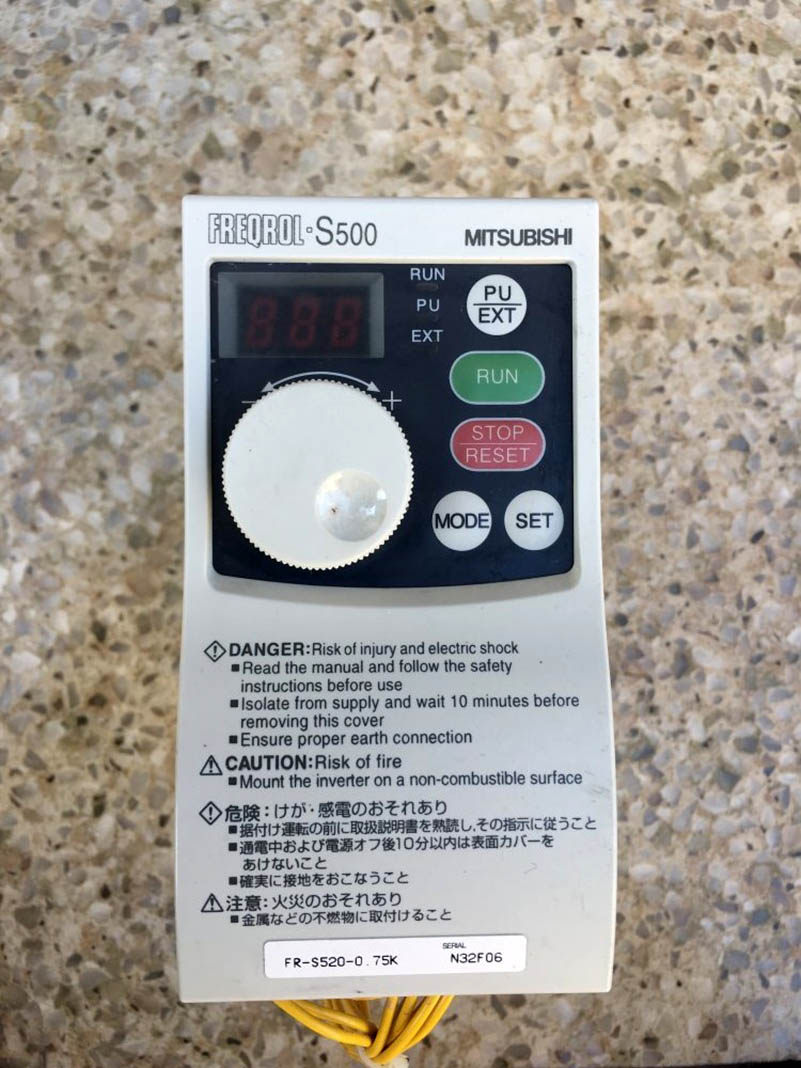 FREQROL-S500
MITSUBISHI
RUN
PU
EXT
PU
EXT
RUN
STOP
RESET
MODE
SET
- +
DANGER:Risk of injury and electric shock
■Read the manual and follow the safety
instructions before use
■Isolate from supply and wait 10 minutes before
removing this cover
■Ensure proper earth connection
CAUTION:Risk of fire
■Mount the inverter on a non-combustible surface
危険:けが・感電のおそれあり
■据付け運転の前に取扱説明書を熟読し,その指示に従うこと
■通電中および電源オフ後10分以内は表面カバーを
あけないこと
■確実に接地をおこなうこと
注意:火災のおそれあり
■金属などの不燃物に取付けること
SERIAL
FR-S520-0.75K N32F06